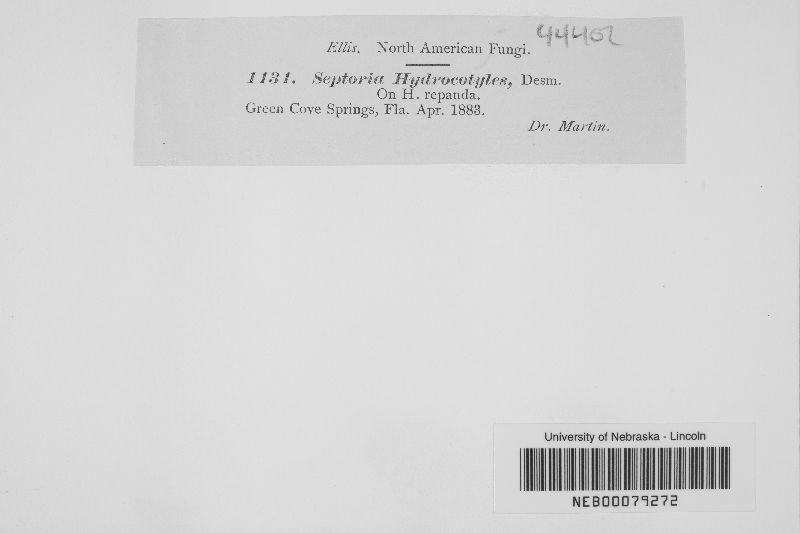 44402
Ellis. North American Fungi.
1131. Septoria Hydrocotyles, Desm.
On H. repanda.
Green Cove Springs, Fla. Apr. 1883.
Dr. Martin.
University of Nebraska - Lincoln
NEB00079272